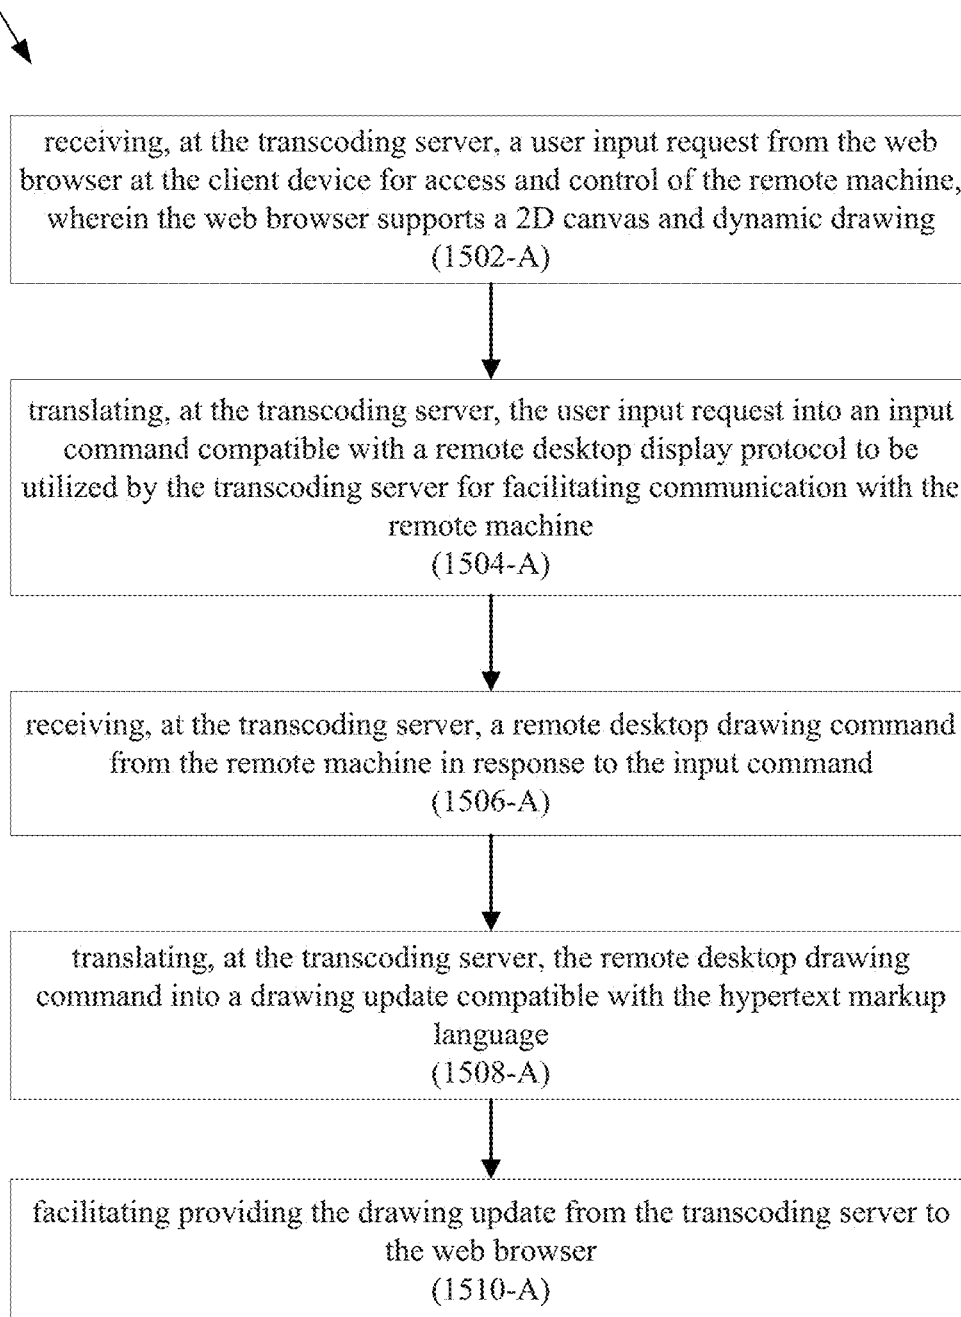 receiving, at the transcoding server, a user input request from the web
browser at the client device for access and control of the remote machine,
wherein the web browser supports a 2D canvas and dynamic drawing
(1502-A)
translating, at the transcoding server, the user input request into an input
command compatible with a remote desktop display protocol to be
utilized by the transcoding server for facilitating communication with the
remote machine
(1504-A)
receiving, at the transcoding server, a remote desktop drawing command
from the remote machine in response to the input command
(1506-A)
translating, at the transcoding server, the remote desktop drawing
command into a drawing update compatible with the hypertext markup
language
(1508-A)
facilitating providing the drawing update from the transcoding server to
the web browser
(1510-A)